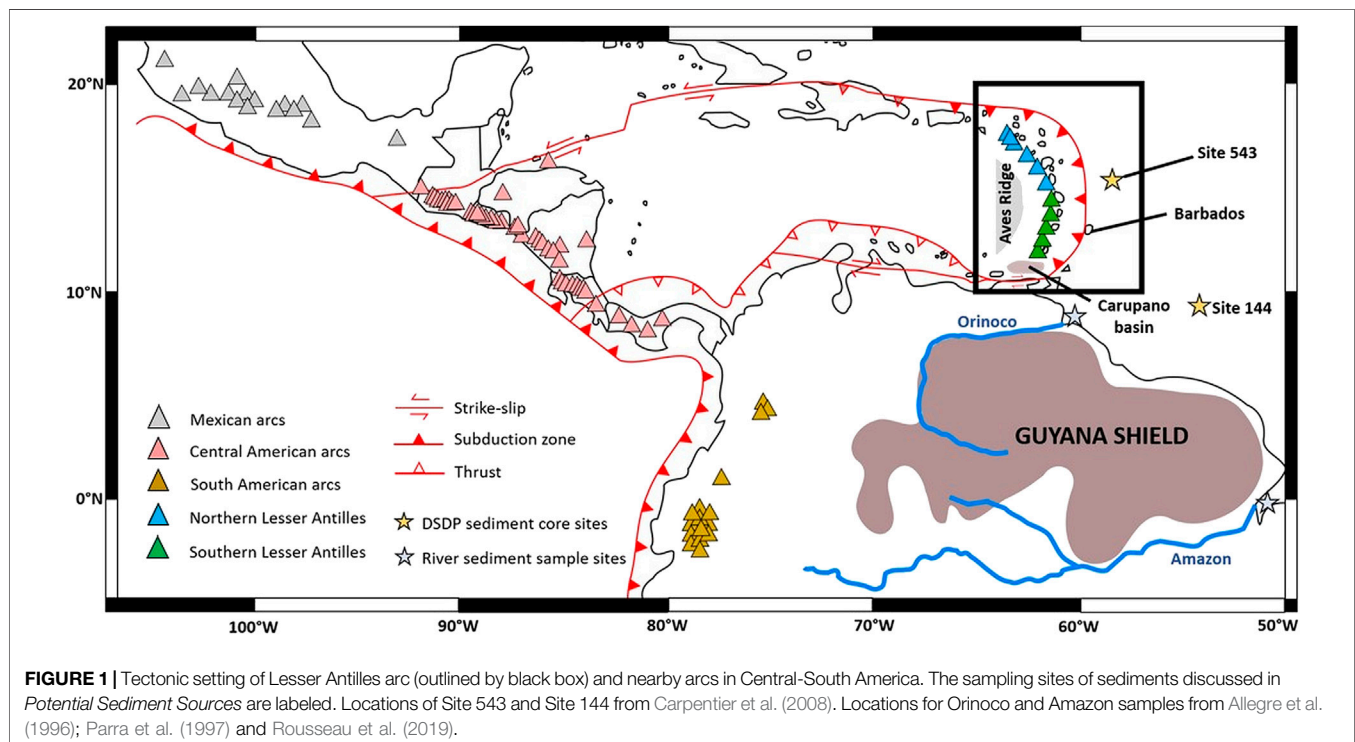 20°N
10°N
0°N
100°W
90°W
80°W
70°W
60°W
50°W
Site 543
Barbados
Aves Ridge
Site 144
Carupano
basin
Orinoco
GUYANA SHIELD
Amazon
Mexican arcs
Central American arcs
South American arcs
Northern Lesser Antilles
Southern Lesser Antilles
Strike-slip
Subduction zone
Thrust
DSDP sediment core sites
River sediment sample sites
FIGURE 1 | Tectonic setting of Lesser Antilles arc (outlined by black box) and nearby arcs in Central-South America. The sampling sites of sediments discussed in
Potential Sediment Sources are labeled. Locations of Site 543 and Site 144 from Carpentier et al. (2008). Locations for Orinoco and Amazon samples from Allegre et al.
(1996); Parra et al. (1997) and Rousseau et al. (2019).